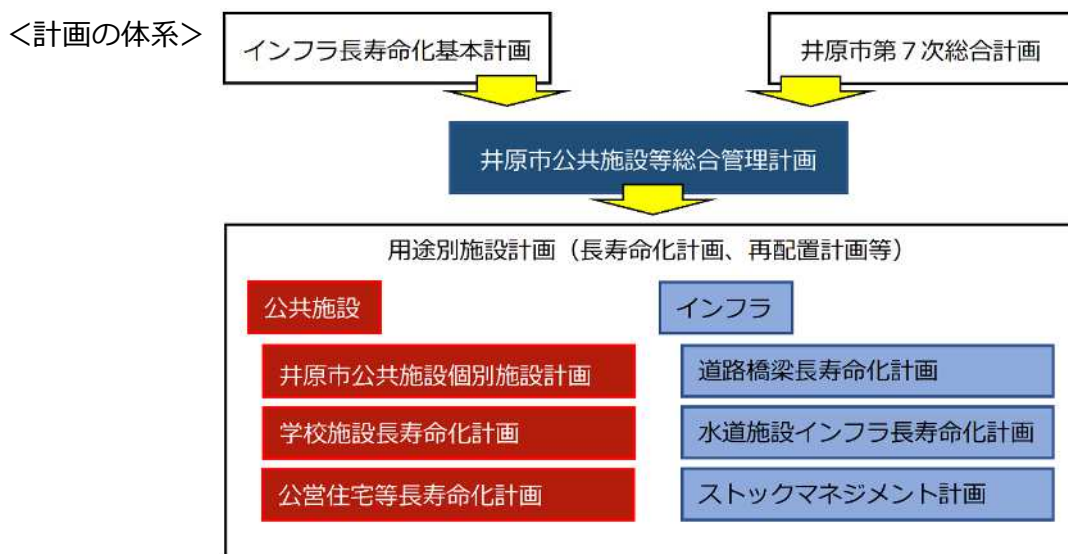 ＜計画の体系＞
インフラ長寿命化基本計画
井原市第７次総合計画
井原市公共施設等総合管理計画
用途別施設計画（長寿命化計画、再配置計画等）
公共施設
井原市公共施設個別施設計画
学校施設長寿命化計画
公営住宅等長寿命化計画
インフラ
道路橋梁長寿命化計画
水道施設インフラ長寿命化計画
ストックマネジメント計画